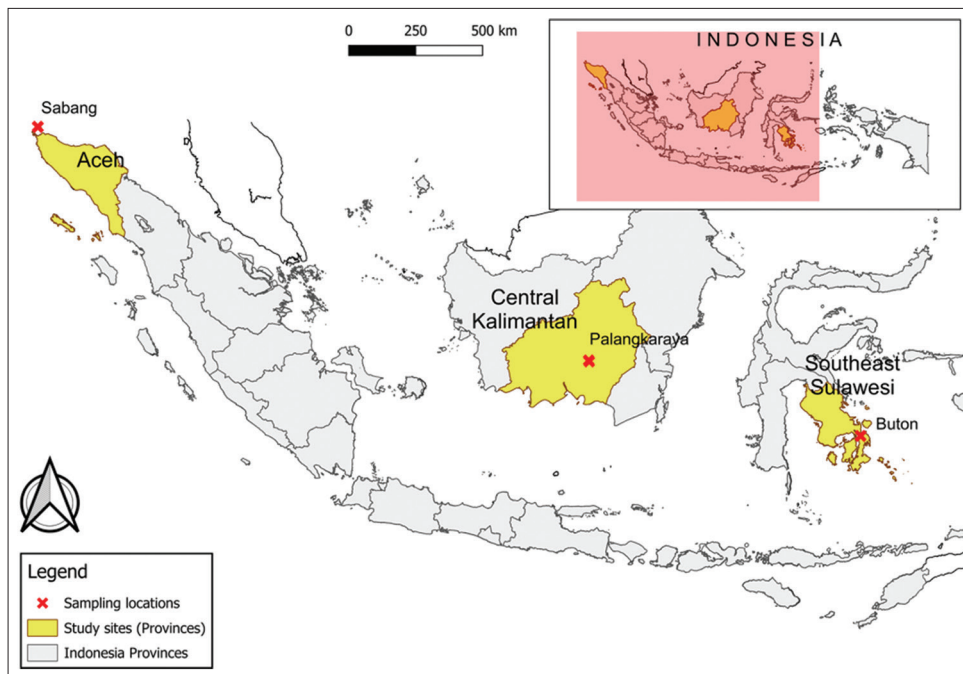 0 250 500 km
I N D O N E S I A
Sabang
Aceh
Central
Kalimantan
Palangkaraya
Southeast
Sulawesi
Buton
Legend
Sampling locations
Study sites (Provinces)
Indonesia Provinces